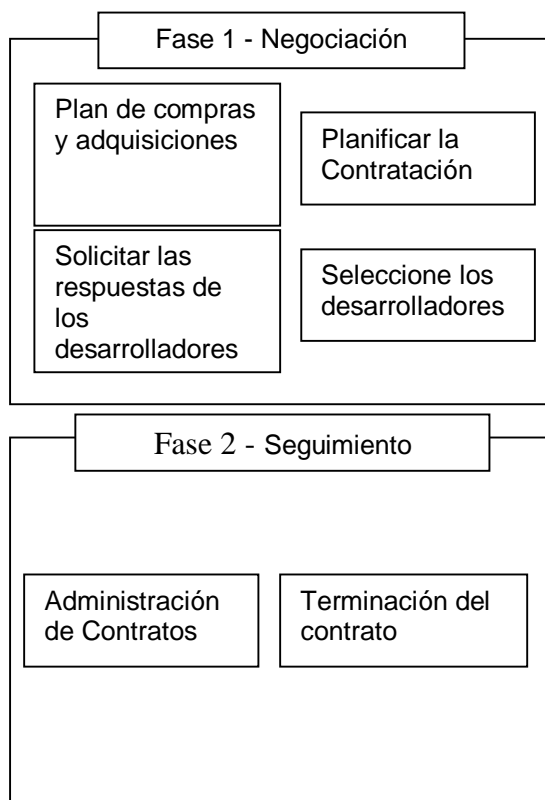 Fase 1 - Negociación
Plan de compras
y adquisiciones
Planificar la
Contratación
Solicitar las
respuestas de
los
desarrolladores
Seleccione los
desarrolladores
Fase 2 - Seguimiento
Administración
de Contratos
Terminación del
contrato